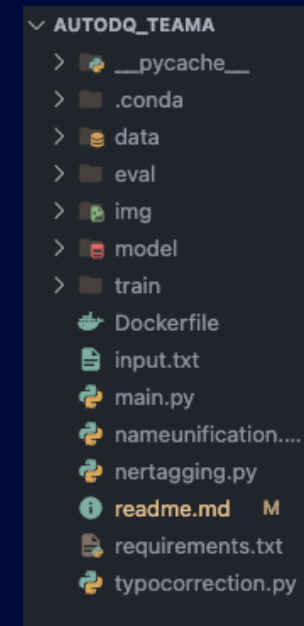 AUTODQ_TEAMA
__pycache__
.conda
data
eval
img
model
train
Dockerfile
input.txt
main.py
nameunification....
nertagging.py
readme.md M
requirements.txt
typocorrection.py